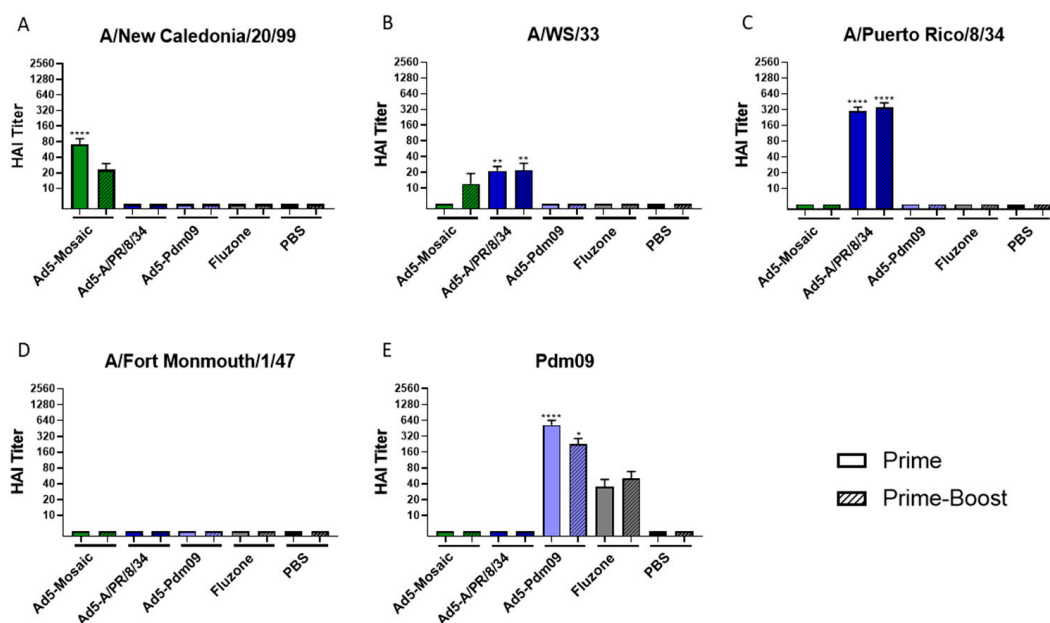 A
A/New Caledonia/20/99
HAI Titer
2560
1280
640
320
160
80
40
20
10
****
Ad5-Mosaic
Ad5-A/PR/8/34
Ad5-Pdm09
Fluzone
PBS
B
A/WS/33
HAI Titer
2560
1280
640
320
160
80
40
20
10
**
**
Ad5-Mosaic
Ad5-A/PR/8/34
Ad5-Pdm09
Fluzone
PBS
C
A/Puerto Rico/8/34
HAI Titer
2560
1280
640
320
160
80
40
20
10
****
****
Ad5-Mosaic
Ad5-A/PR/8/34
Ad5-Pdm09
Fluzone
PBS
D
A/Fort Monmouth/1/47
HAI Titer
2560
1280
640
320
160
80
40
20
10
Ad5-Mosaic
Ad5-A/PR/8/34
Ad5-Pdm09
Fluzone
PBS
E
Pdm09
HAI Titer
2560
1280
640
320
160
80
40
20
10
****
*
Ad5-Mosaic
Ad5-A/PR/8/34
Ad5-Pdm09
Fluzone
PBS
Prime
Prime-Boost